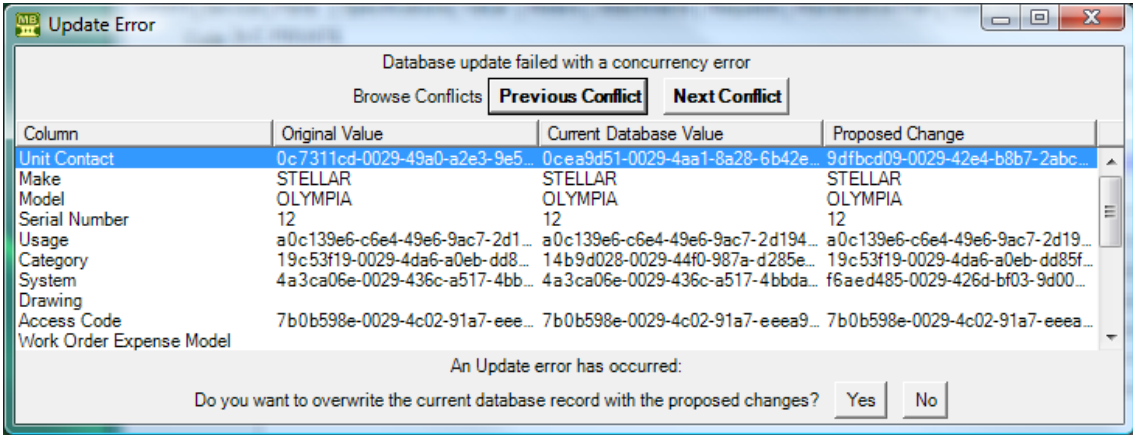 MB
Update Error
Database update failed with a concurrency error
Browse Conflicts Previous Conflict Next Conflict
Column Original Value Current Database Value Proposed Change
Unit Contact 0c7311cd-0029-49a0-a2e3-9e5... 0cea9d51-0029-4aa1-8a28-6b42e... 9dfbcd09-0029-42e4-b8b7-2abc...
Make STELLAR STELLAR STELLAR
Model OLYMPIA OLYMPIA OLYMPIA
Serial Number 12 12 12
Usage a0c139e6-c6e4-49e6-9ac7-2d1... a0c139e6-c6e4-49e6-9ac7-2d194... a0c139e6-c6e4-49e6-9ac7-2d19...
Category 19c53f19-0029-4da6-a0eb-dd8... 14b9d028-0029-44f0-987a-d285e... 19c53f19-0029-4da6-a0eb-dd85f...
System 4a3ca06e-0029-436c-a517-4bb... 4a3ca06e-0029-436c-a517-4bbda... f6aed485-0029-426d-bf03-9d00...
Drawing
Access Code 7b0b598e-0029-4c02-91a7-eee... 7b0b598e-0029-4c02-91a7-eeea9... 7b0b598e-0029-4c02-91a7-eeea...
Work Order Expense Model
An Update error has occurred:
Do you want to overwrite the current database record with the proposed changes? Yes No